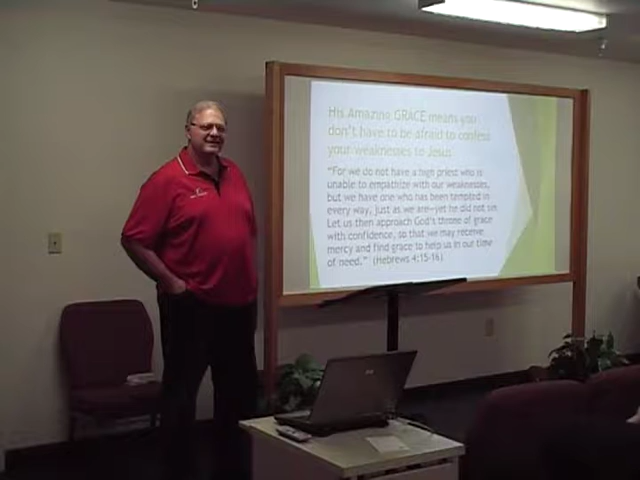 His Amazing GRACE means you
don't have to be afraid to confess
your weaknesses to Jesus
"For we do not have a high priest who is
unable to empathize with our weaknesses,
but we have one who has been tempted in
every way, just as we are—yet he did not sin
Let us then approach God's throne of grace
with confidence, so that we may receive
mercy and find grace to help us in our time
of need." (Hebrews 4:15-16)